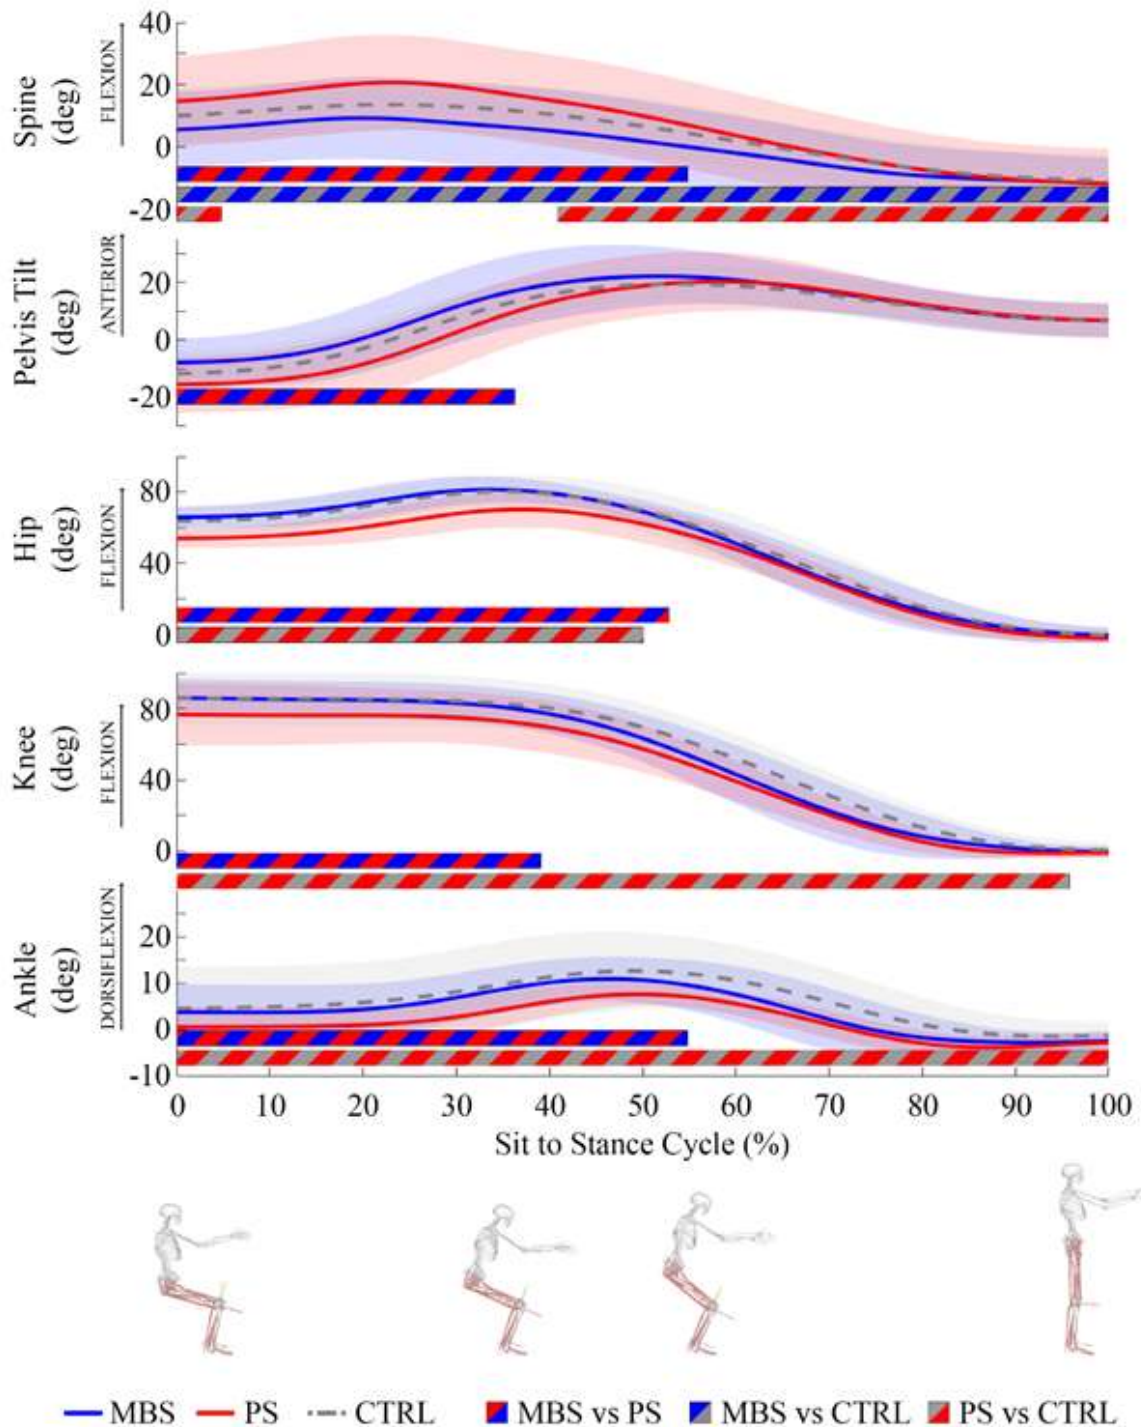 40
20
0
-20
Spine
(deg)
FLEXION
20
0
-20
Pelvis Tilt
(deg)
ANTERIOR
80
40
0
Hip
(deg)
FLEXION
80
40
0
Knee
(deg)
FLEXION
20
10
0
-10
Ankle
(deg)
DORSIFLEXION
0 10 20 30 40 50 60 70 80 90 100
Sit to Stance Cycle (%)
MBS PS CTRL MBS vs PS MBS vs CTRL PS vs CTRL